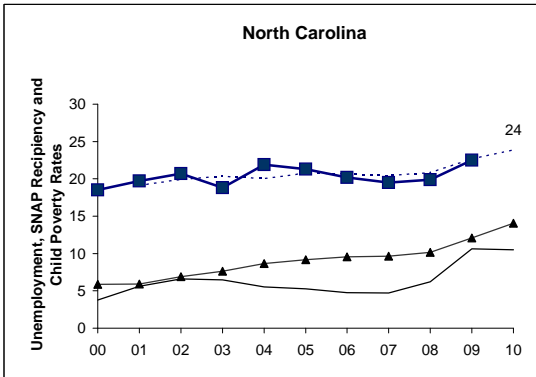 North Carolina
Unemployment, SNAP Recipiency and
Child Poverty Rates
30
25
20
15
10
5
0
24
00 01 02 03 04 05 06 07 08 09 10